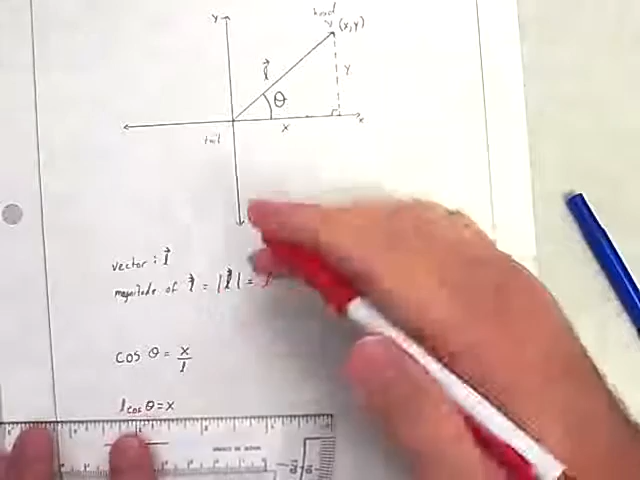 y
head
(x,y)
y
l⃗
θ
x
x
tail
vector : l⃗
magnitude of l⃗ = |l⃗| = l
cos θ = x/l
l cos θ = x